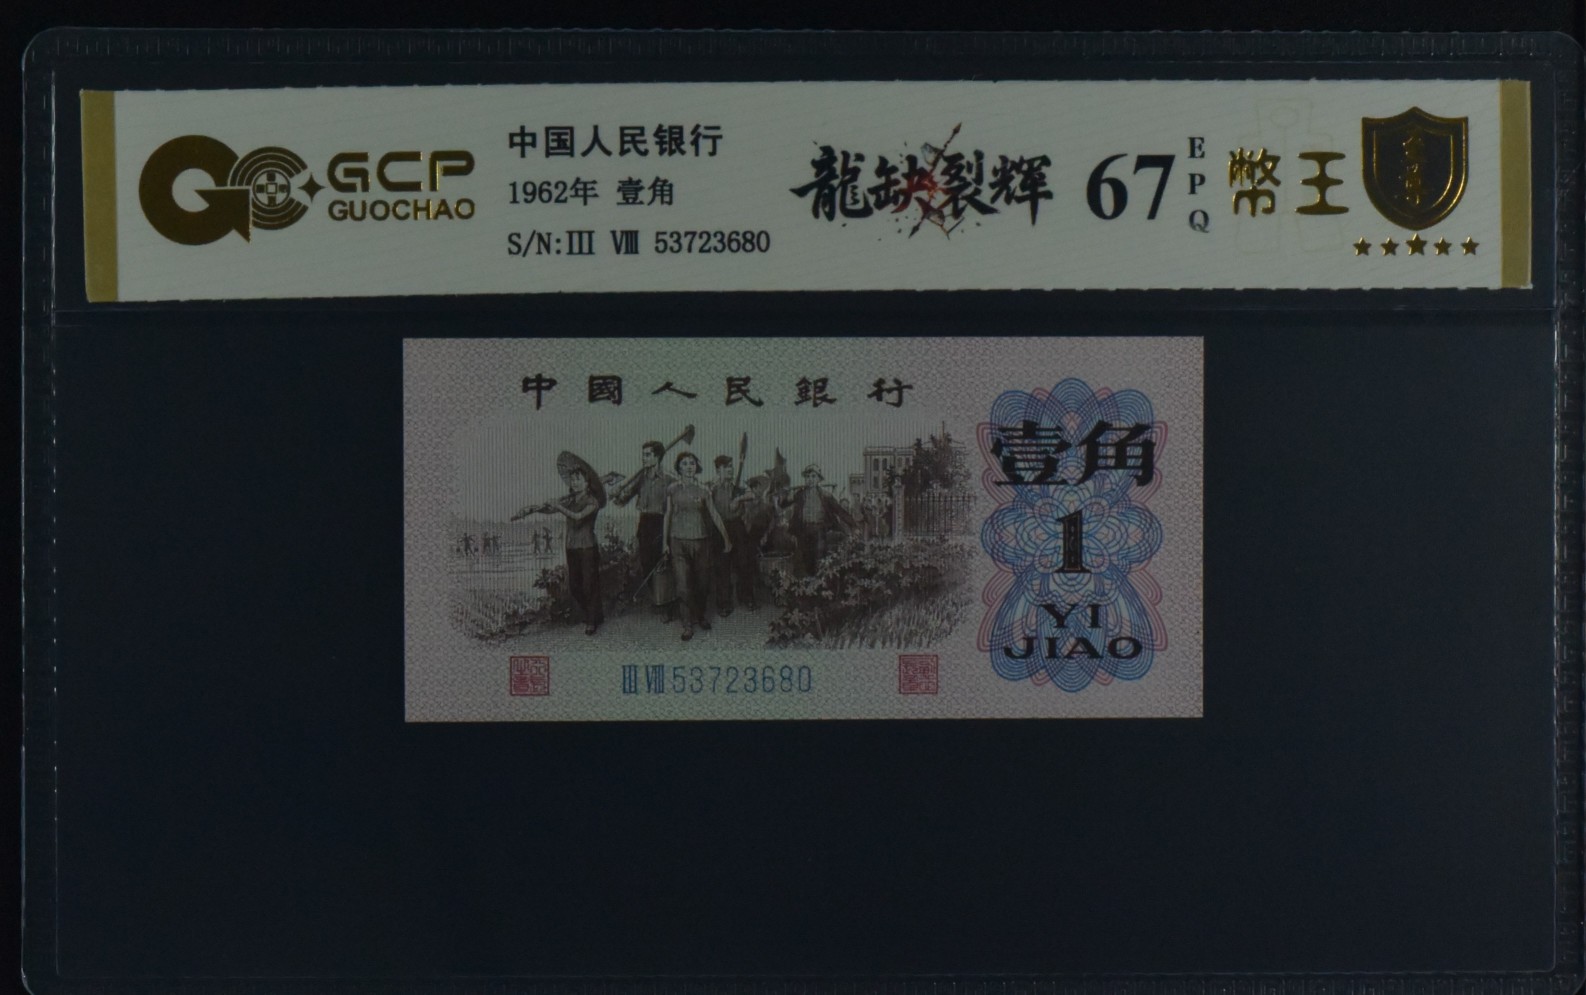 GCP
GUOCHAO
中国人民银行
1962年 壹角
S/N:Ⅲ Ⅷ 53723680
龍缺裂輝
67
EPQ
幣王
中國人民銀行
壹角
1
YI
JIAO
Ⅲ Ⅷ 53723680